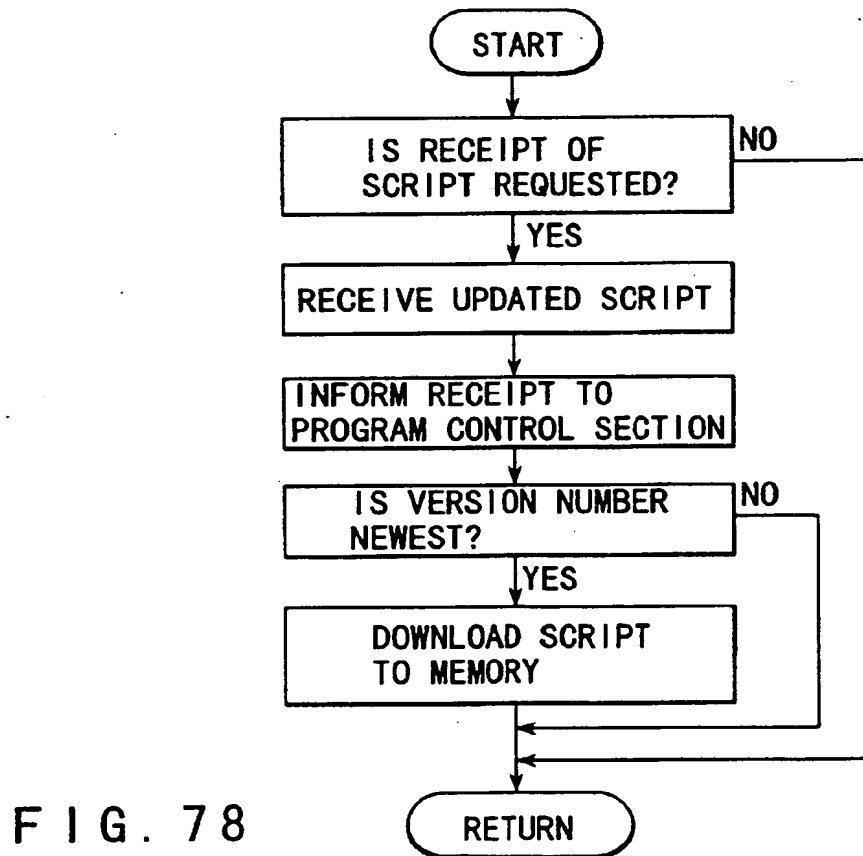 START
IS RECEIPT OF
SCRIPT REQUESTED?
NO
YES
RECEIVE UPDATED SCRIPT
INFORM RECEIPT TO
PROGRAM CONTROL SECTION
IS VERSION NUMBER
NEWEST?
NO
YES
DOWNLOAD SCRIPT
TO MEMORY
RETURN
FIG. 78